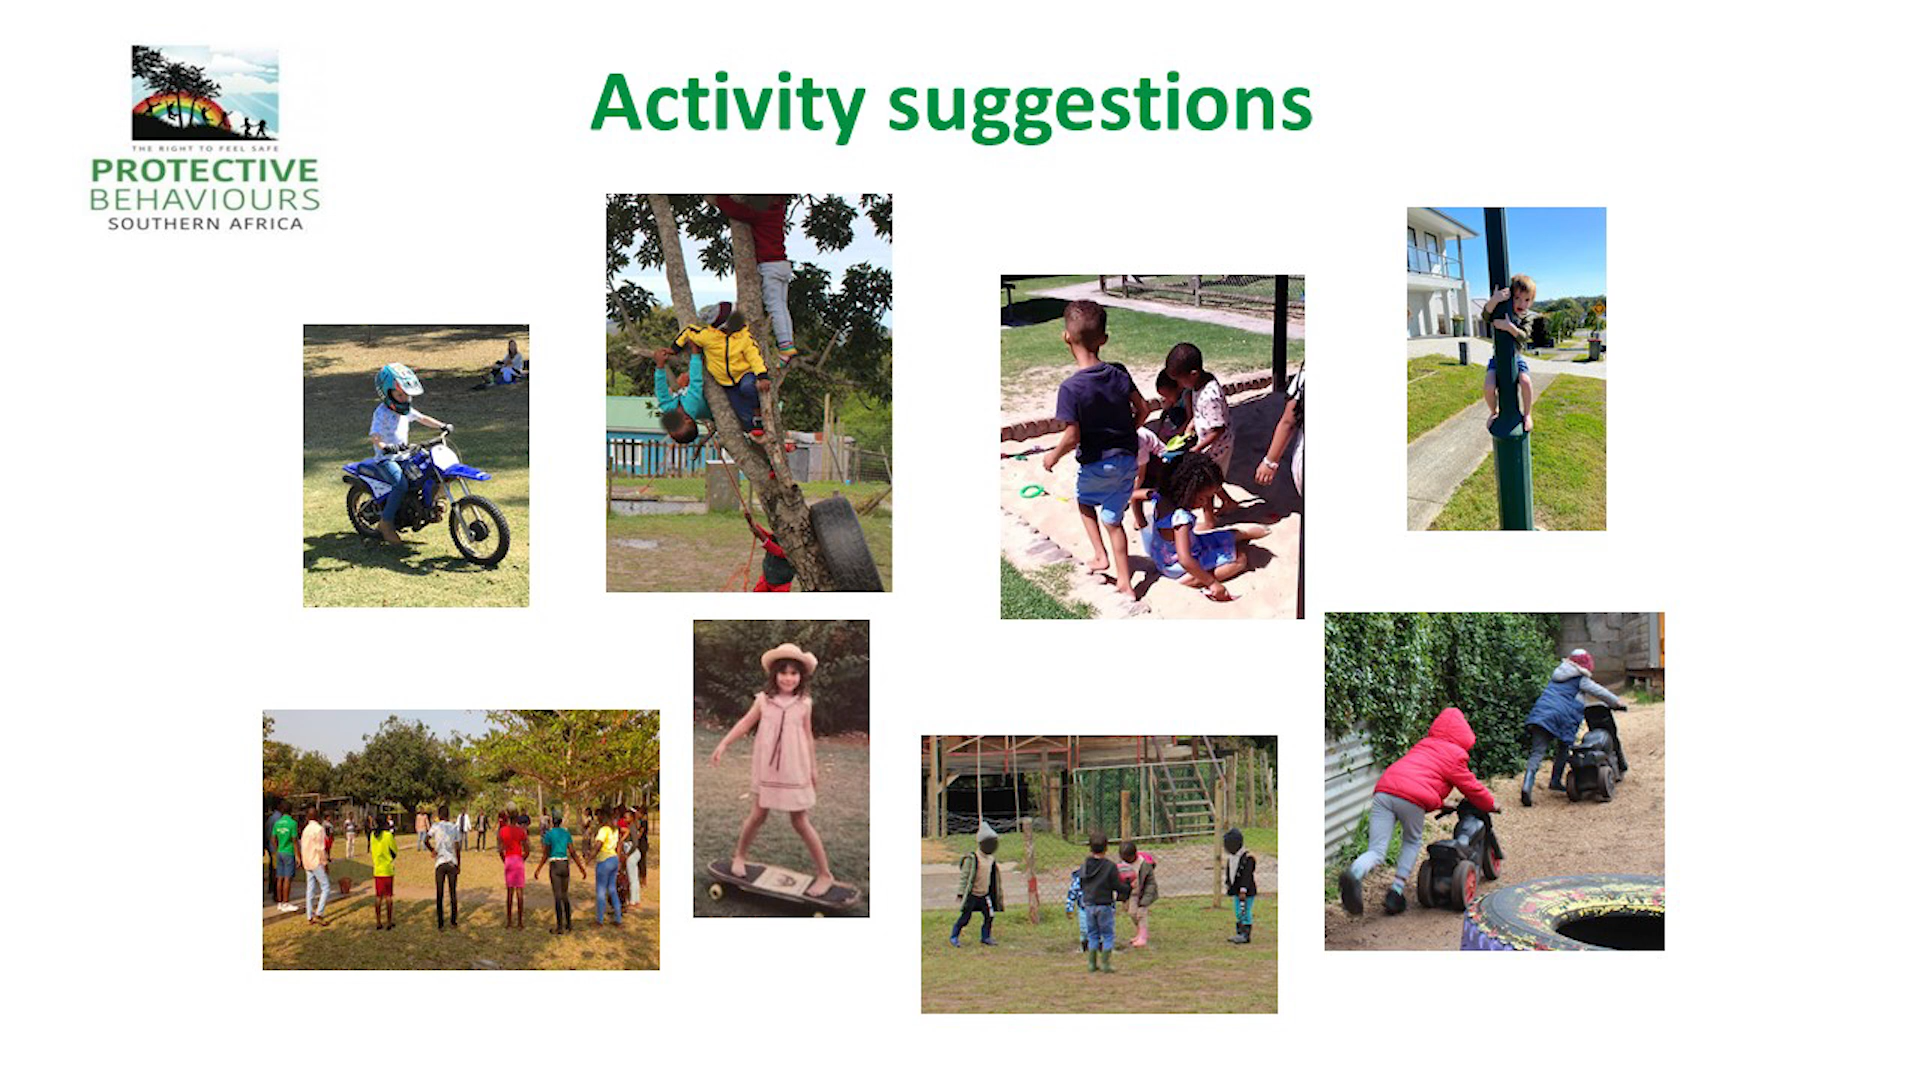 THE RIGHT TO FEEL SAFE
PROTECTIVE
BEHAVIOURS
SOUTHERN AFRICA
Activity suggestions